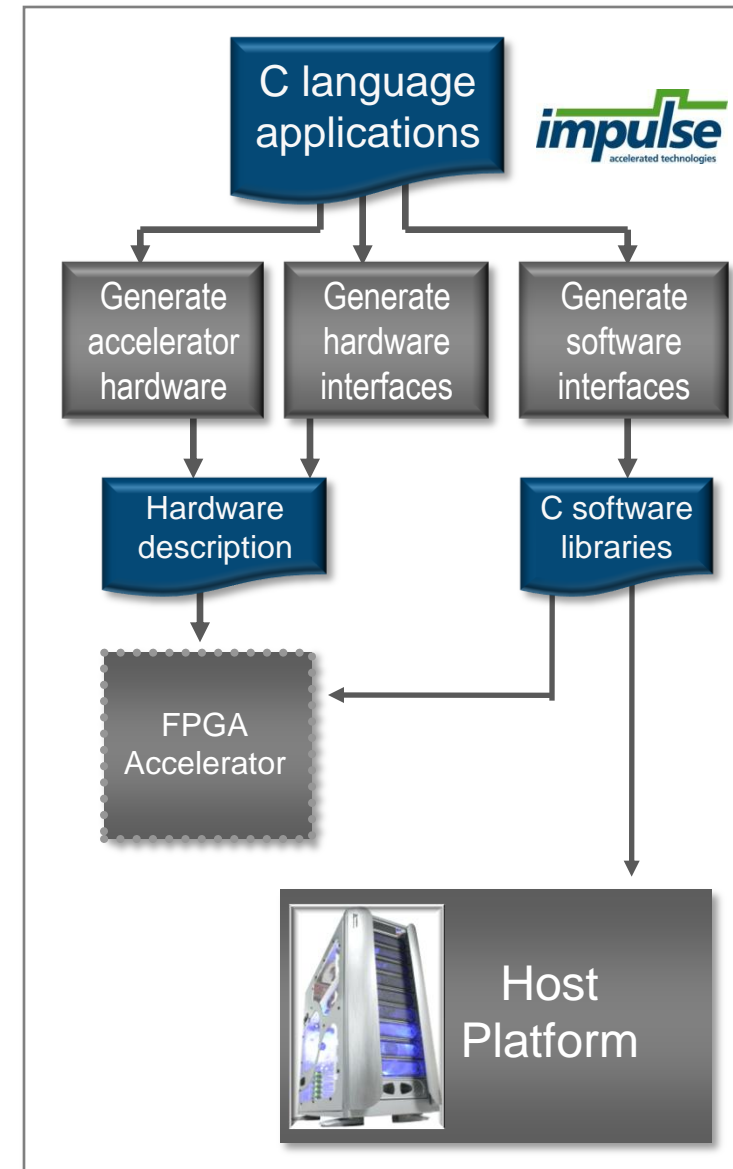 C language
applications
impulse
accelerated technologies
Generate
accelerator
hardware
Generate
hardware
interfaces
Generate
software
interfaces
Hardware
description
C software
libraries
FPGA
Accelerator
Host
Platform